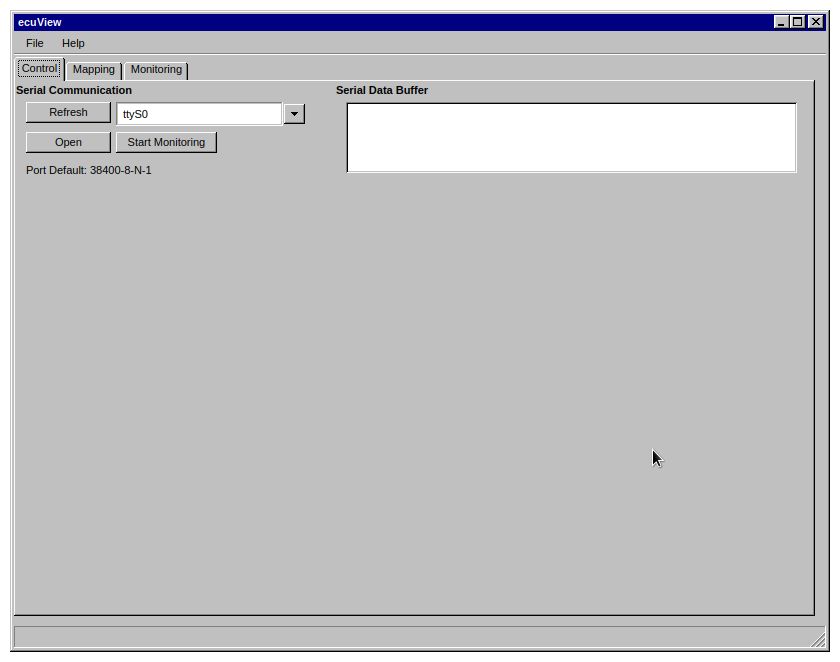 ecuView
File Help
Control Mapping Monitoring
Serial Communication Serial Data Buffer
Refresh ttyS0
Open Start Monitoring
Port Default: 38400-8-N-1